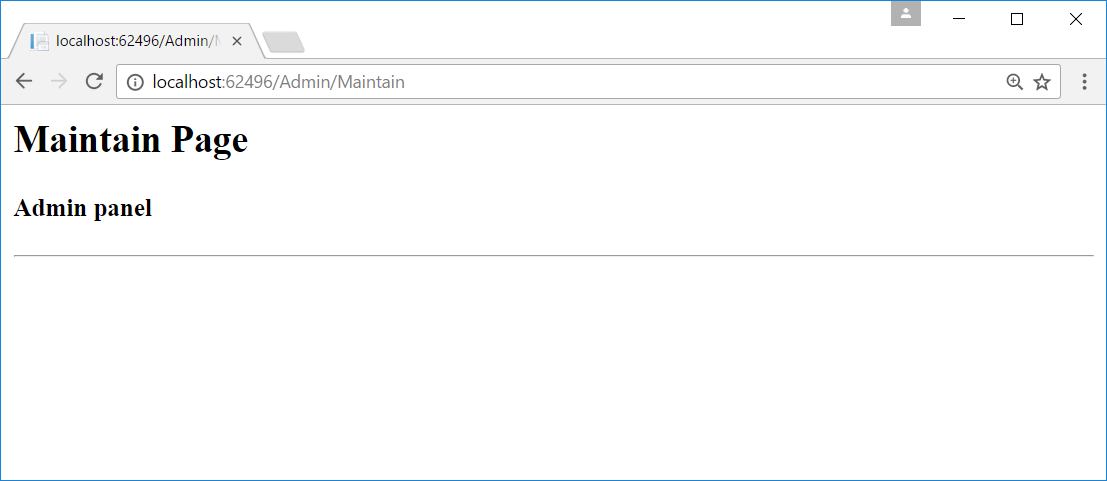 localhost:62496/Admin/
localhost:62496/Admin/Maintain
Maintain Page
Admin panel